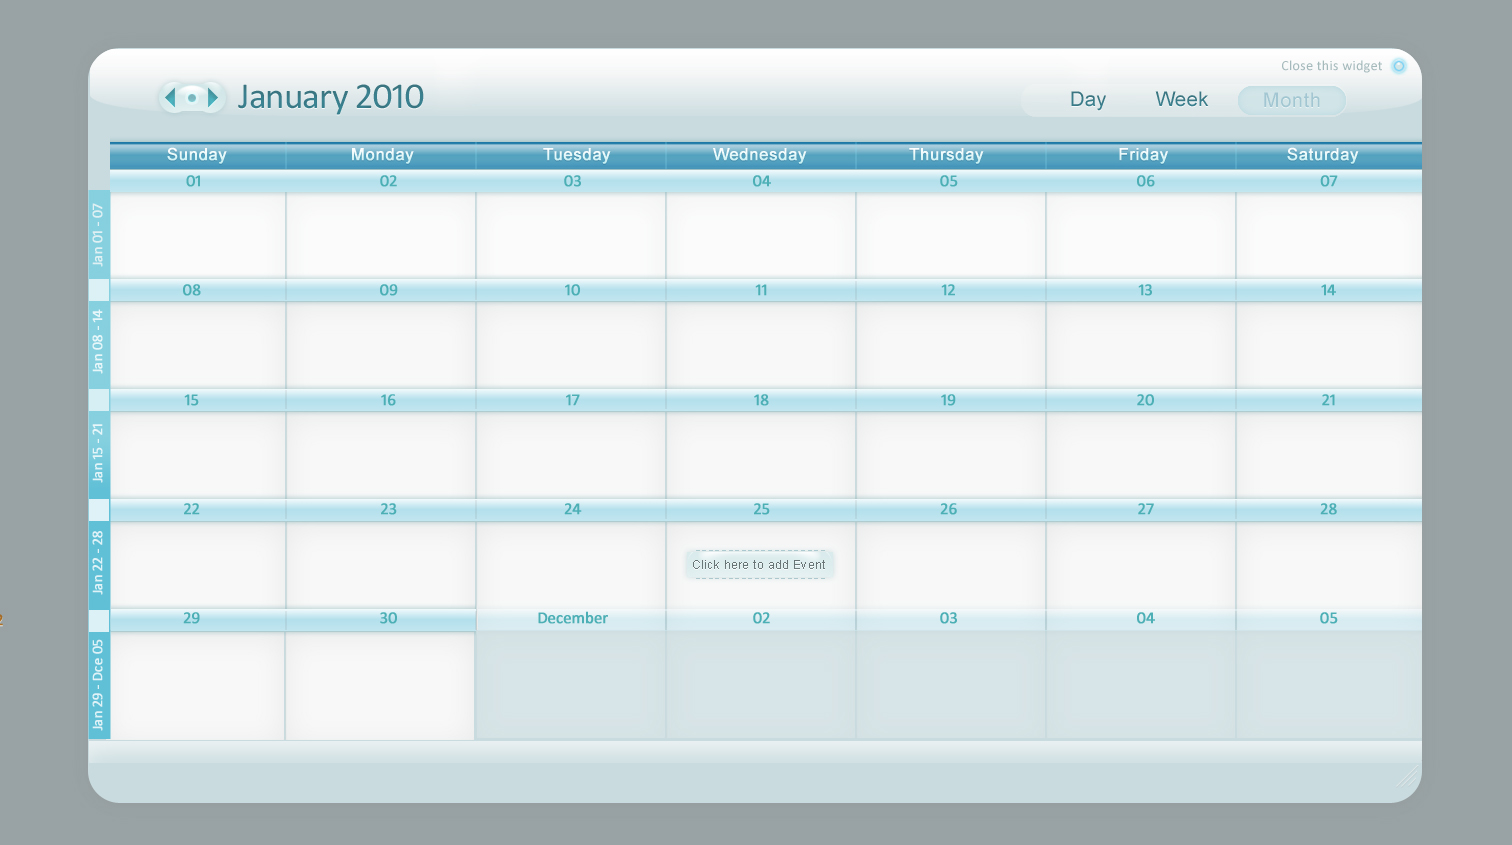 Close this widget
January 2010
Day Week Month
Sunday Monday Tuesday Wednesday Thursday Friday Saturday
01 02 03 04 05 06 07
Jan 01 - 07
08 09 10 11 12 13 14
Jan 08 - 14
15 16 17 18 19 20 21
Jan 15 - 21
22 23 24 25 26 27 28
Jan 22 - 28
Click here to add Event
29 30 December 02 03 04 05
Jan 29 - Dce 05